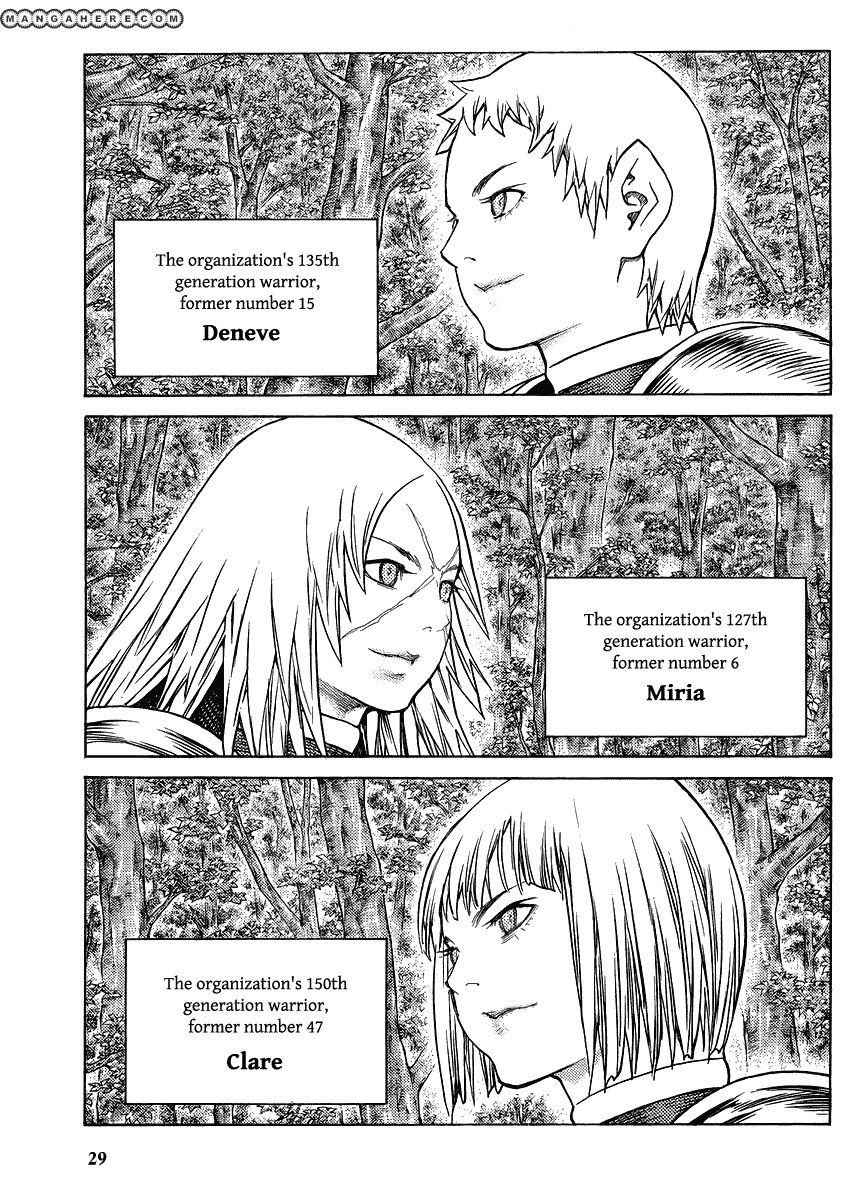 MANGAHERE.COM
The organization's 135th
generation warrior,
former number 15
Deneve
The organization's 127th
generation warrior,
former number 6
Miria
The organization's 150th
generation warrior,
former number 47
Clare
29